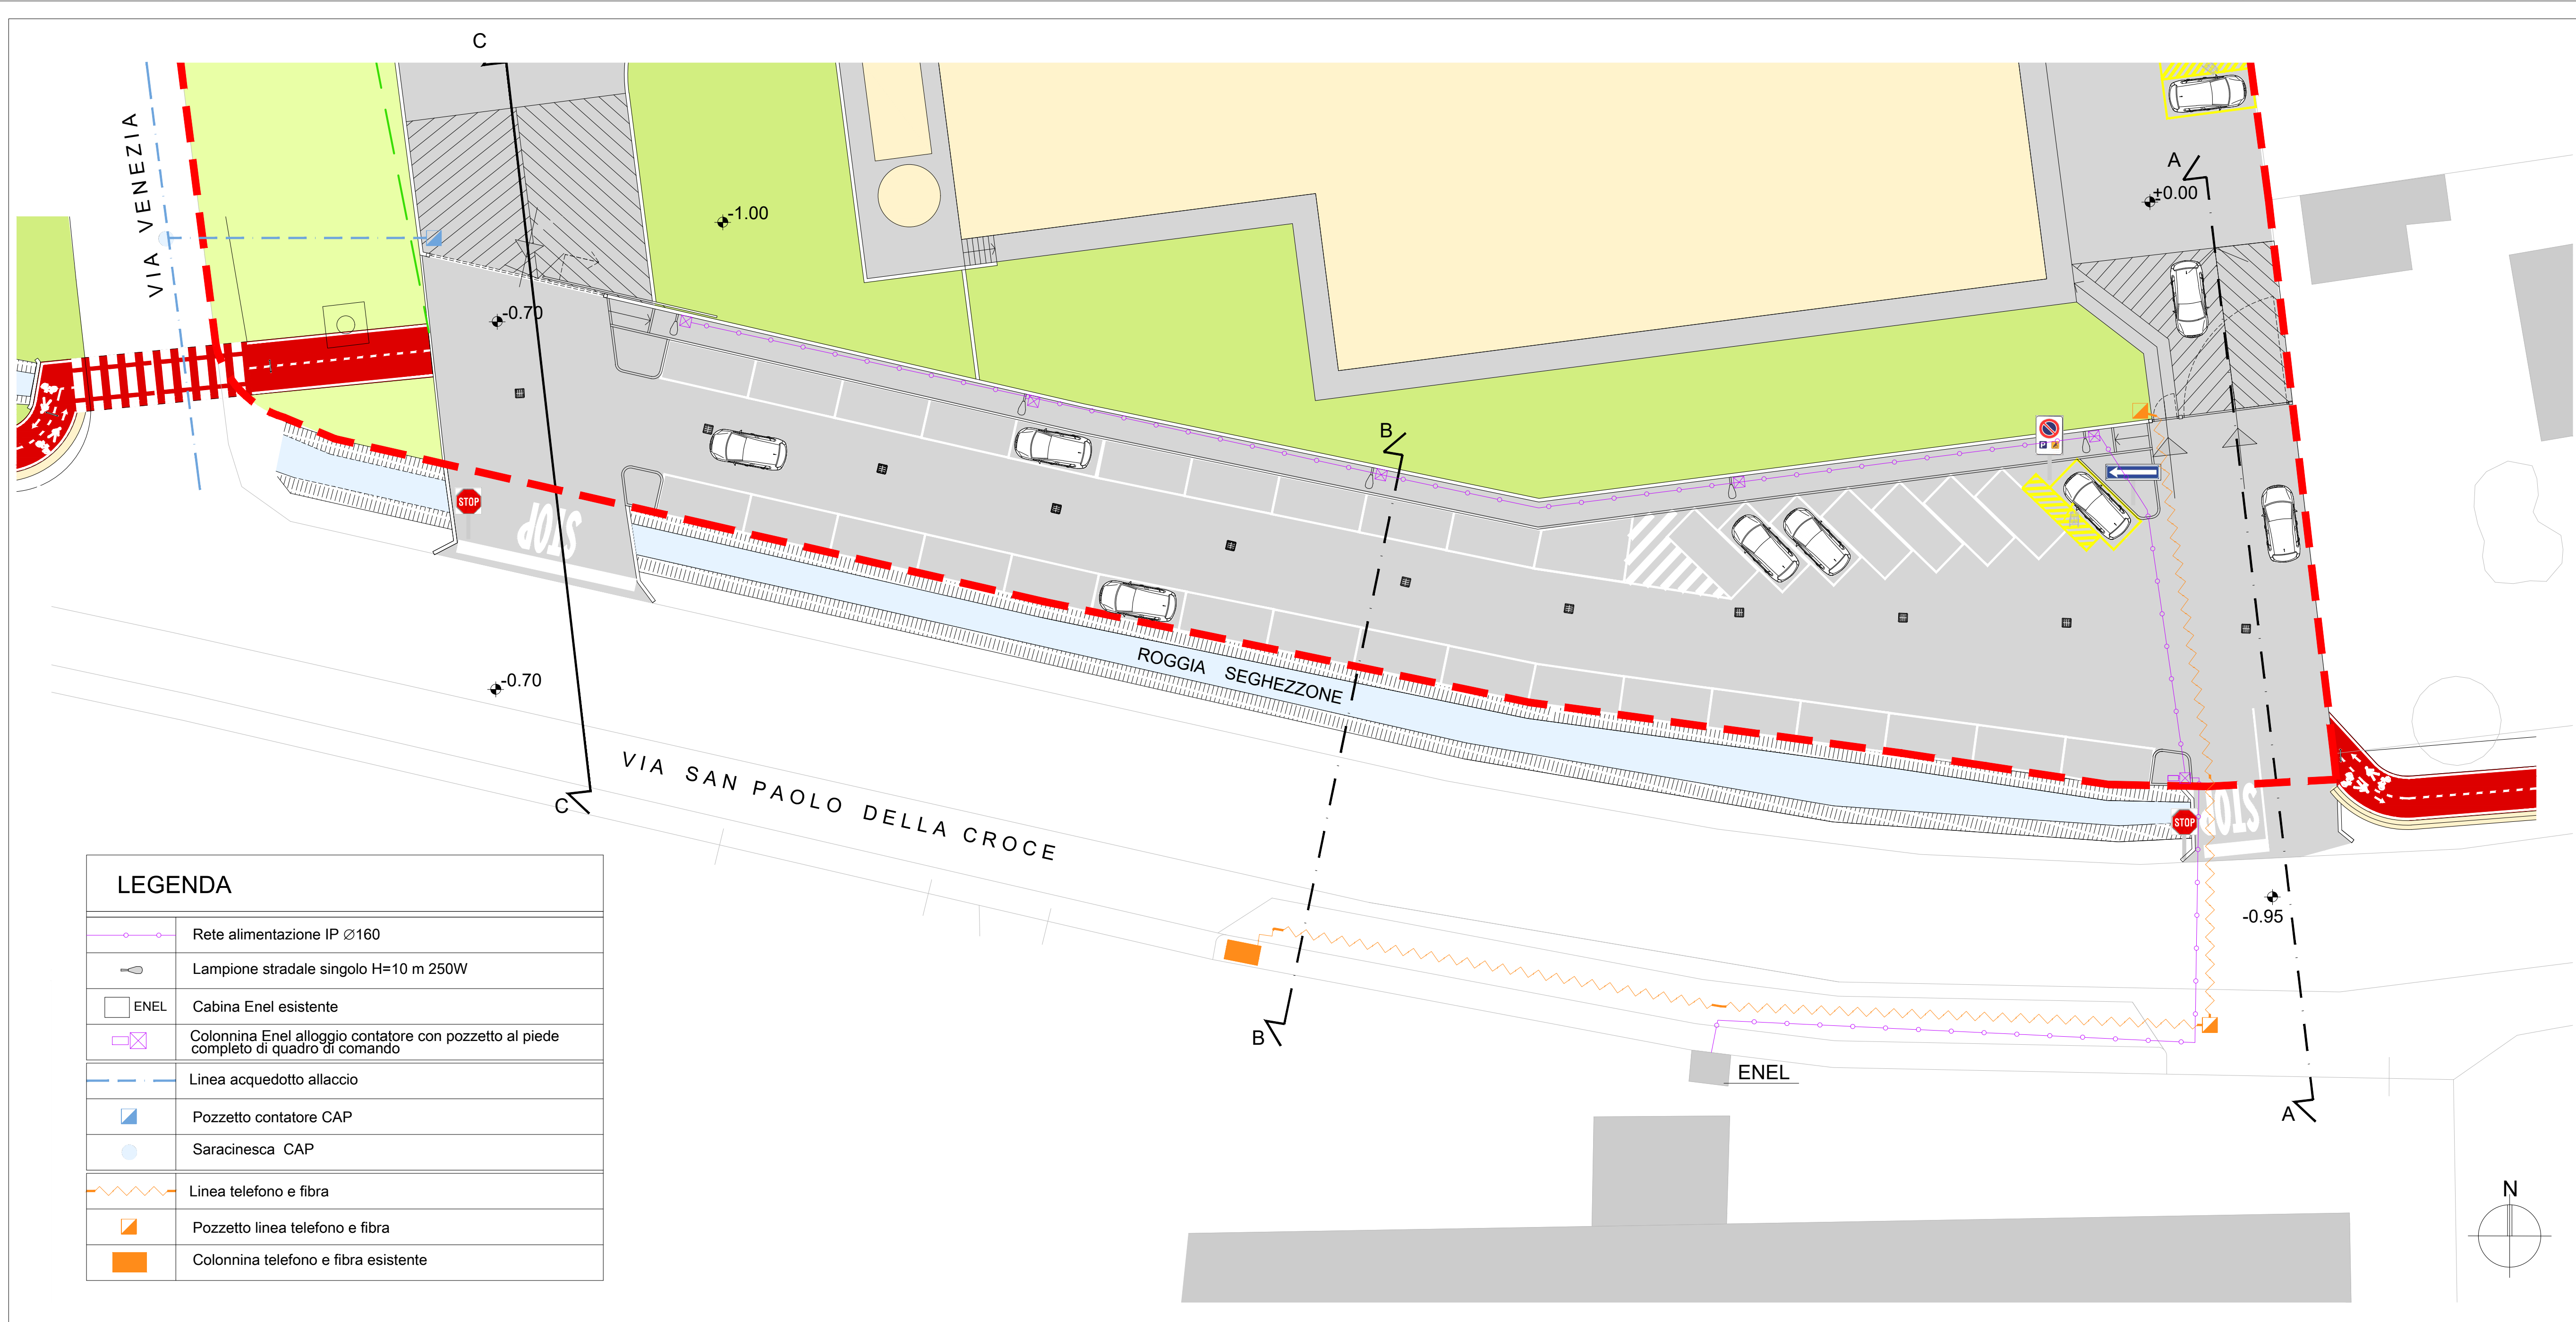 C
VIA VENEZIA
-1.00
A
±0.00
-0.70
B
P
STOP
STOP
ROGGIA SEGHEZZONE
-0.70
VIA SAN PAOLO DELLA CROCE
C
STOP
STOP
-0.95
B
ENEL
A
N
LEGENDA
Rete alimentazione IP ∅160
Lampione stradale singolo H=10 m 250W
ENEL Cabina Enel esistente
Colonnina Enel alloggio contatore con pozzetto al piede
completo di quadro di comando
Linea acquedotto allaccio
Pozzetto contatore CAP
Saracinesca CAP
Linea telefono e fibra
Pozzetto linea telefono e fibra
Colonnina telefono e fibra esistente